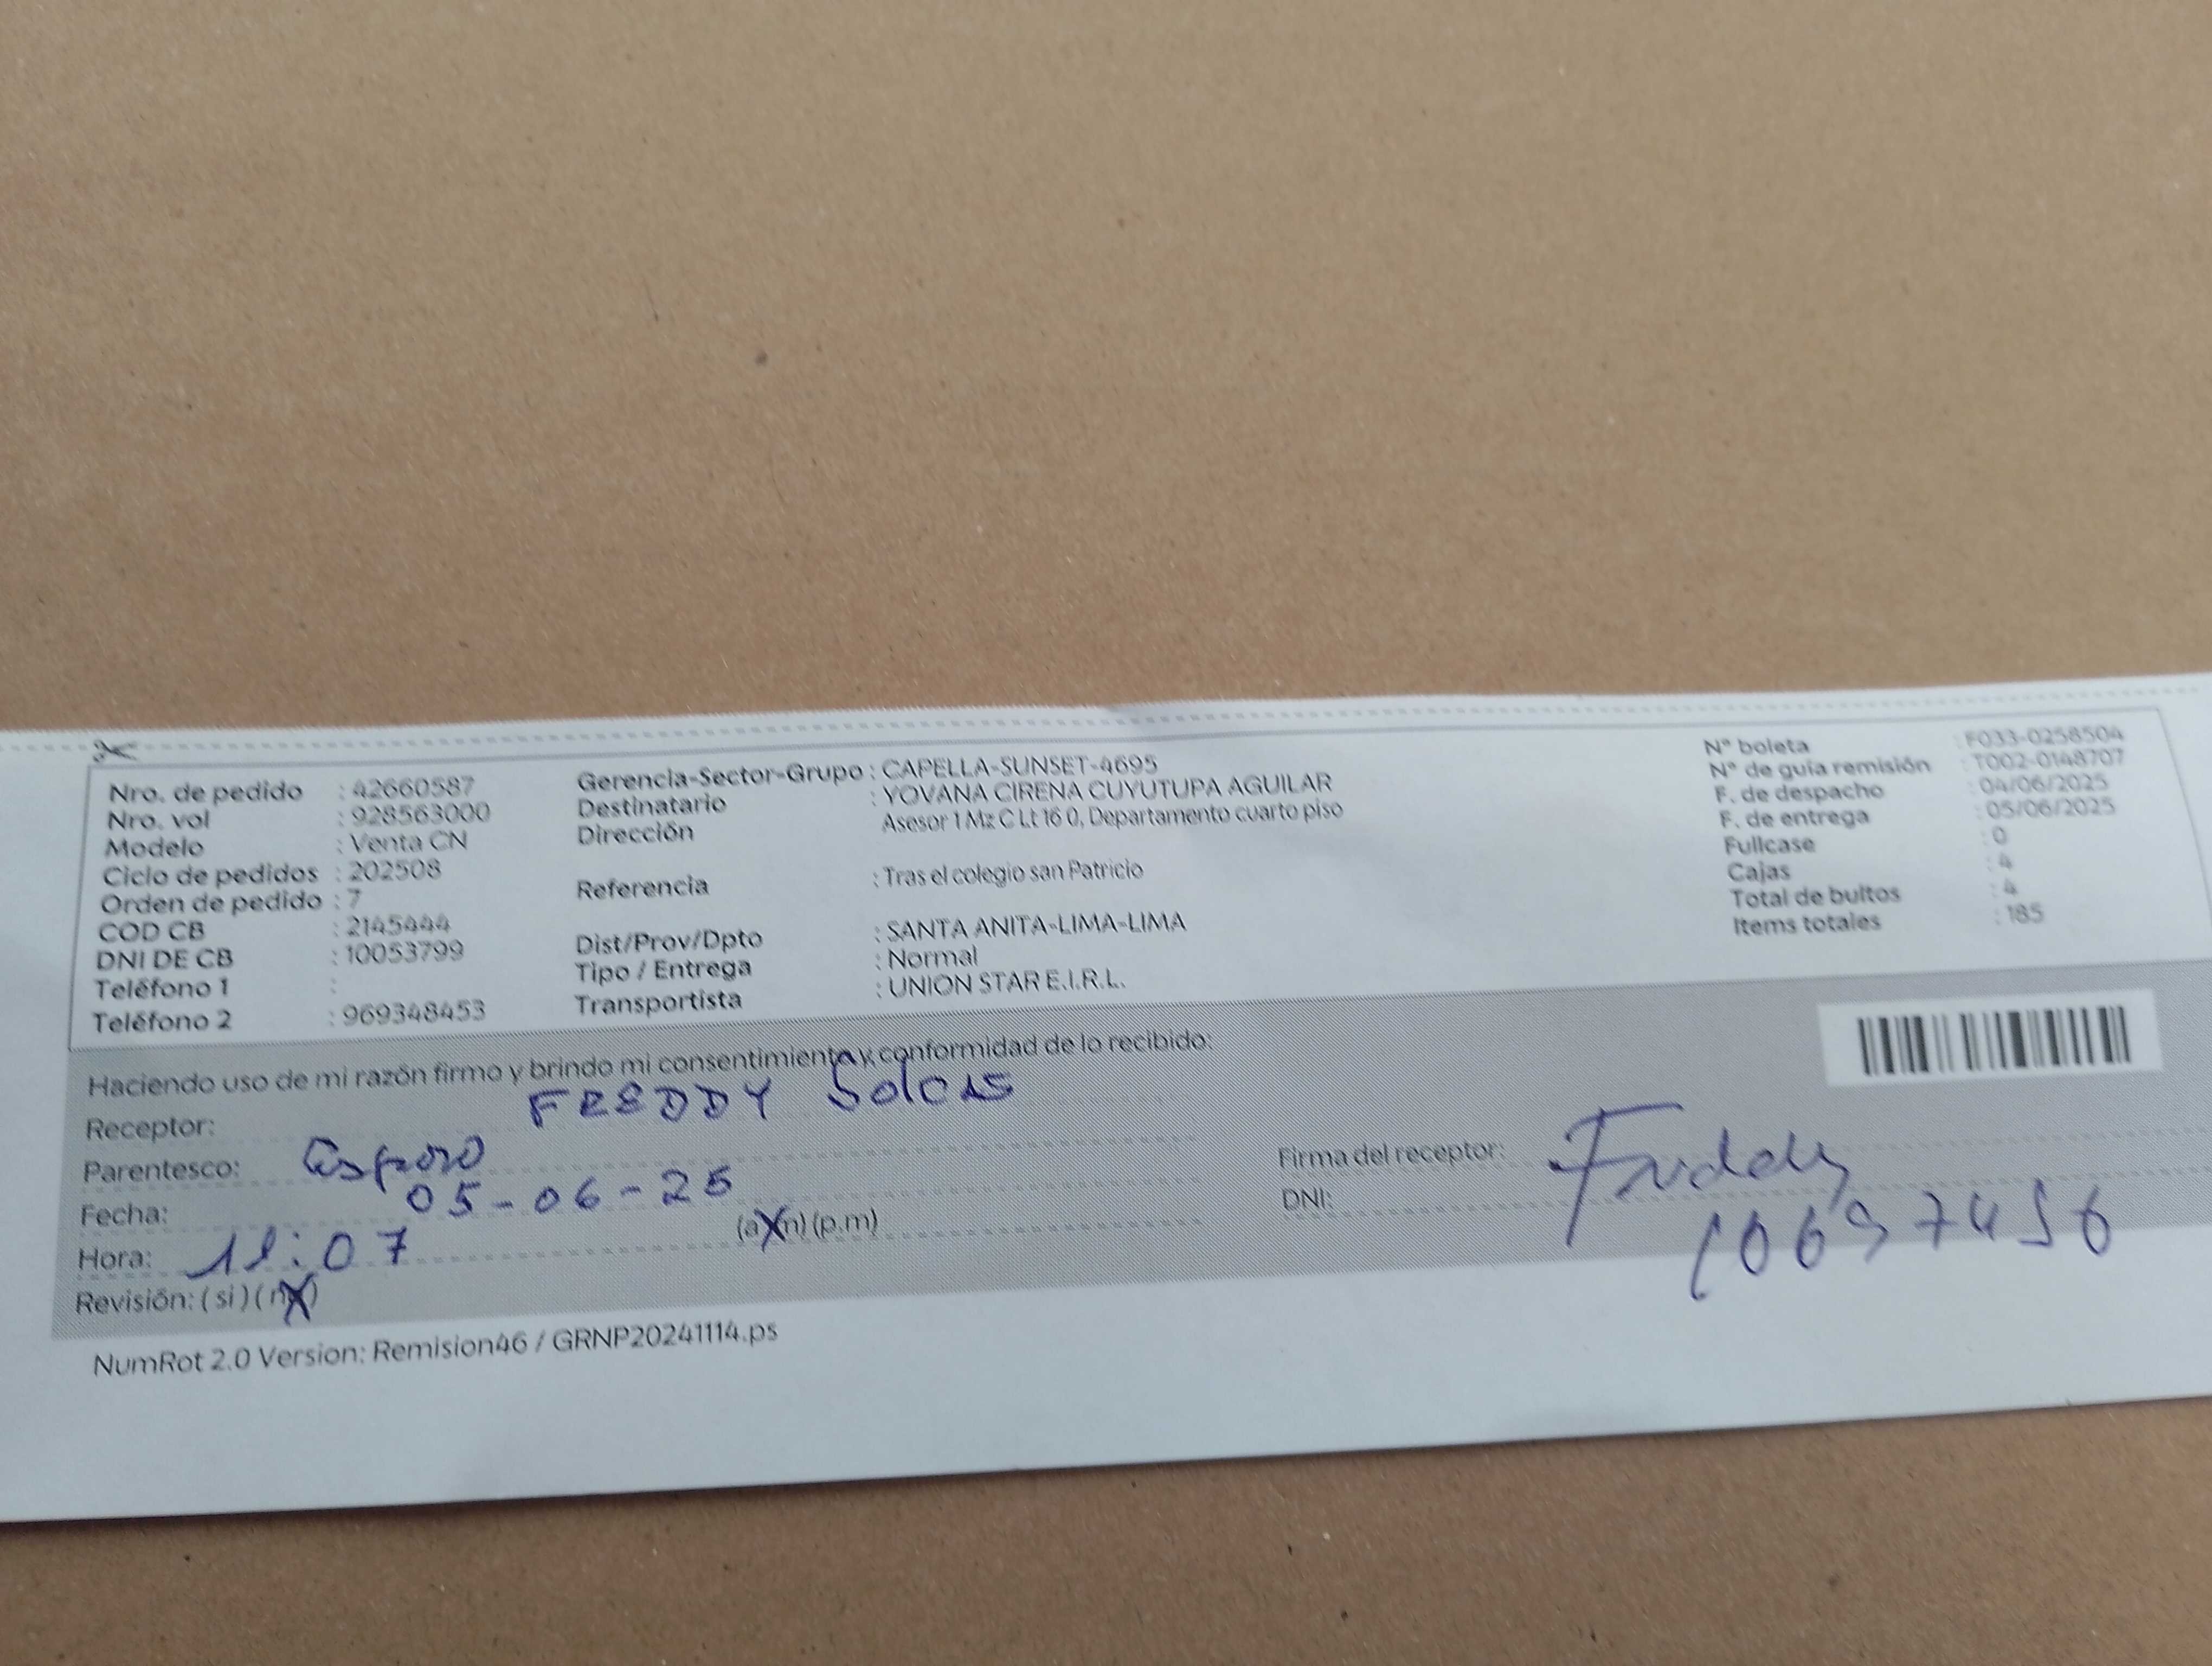 Nro. de pedido : 42660587
Nro. vol : 928563000
Modelo : Venta CN
Ciclo de pedidos : 202508
Orden de pedido : 7
COD CB : 2145444
DNI DE CB : 10053799
Teléfono 1 :
Teléfono 2 : 969348453
Gerencia-Sector-Grupo : CAPELLA-SUNSET-4695
Destinatario : YOVANA CIRENA CUYUTUPA AGUILAR
Dirección Asesor 1 Mz C Lt 16 0, Departamento cuarto piso
Referencia : Tras el colegio san Patricio
Dist/Prov/Dpto : SANTA ANITA-LIMA-LIMA
Tipo / Entrega : Normal
Transportista : UNION STAR E.I.R.L.
N° boleta : F033-0258504
N° de guía remisión : T002-0148707
F. de despacho : 04/06/2025
F. de entrega : 05/06/2025
Fullcase : 0
Cajas : 4
Total de bultos : 4
Items totales : 185
Haciendo uso de mi razón firmo y brindo mi consentimiento y conformidad de lo recibido:
Receptor: FREDDY
Parentesco: Esposo
Fecha: 05-06-25
Hora: 11:07 (a.m) (p.m)
Revisión: ( si ) ( no )
Firma del receptor: Freddy
DNI:
NumRot 2.0 Version: Remision46 / GRNP20241114.ps